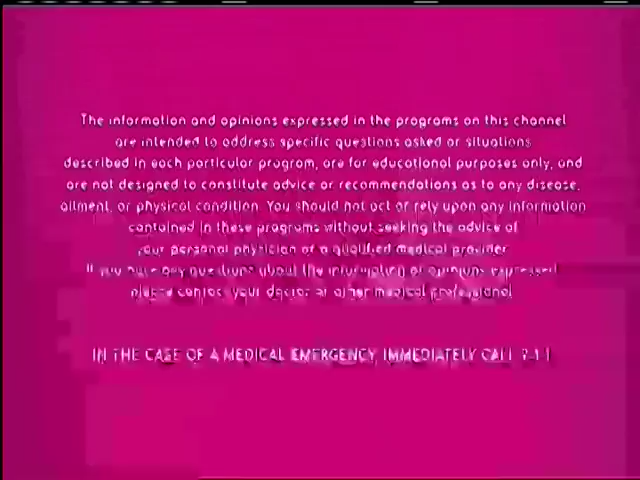 The information and opinions expressed in the programs on this channel
are intended to address specific questions asked or situations
described in each particular program, are for educational purposes only, and
are not designed to constitute advice or recommendations as to any disease,
ailment, or physical condition. You should not act or rely upon any information
contained in these programs without seeking the advice of
your personal physician or a qualified medical provider.
If you have any questions about the information or opinions expressed
please contact your doctor or other medical professional.
IN THE CASE OF A MEDICAL EMERGENCY, IMMEDIATELY CALL